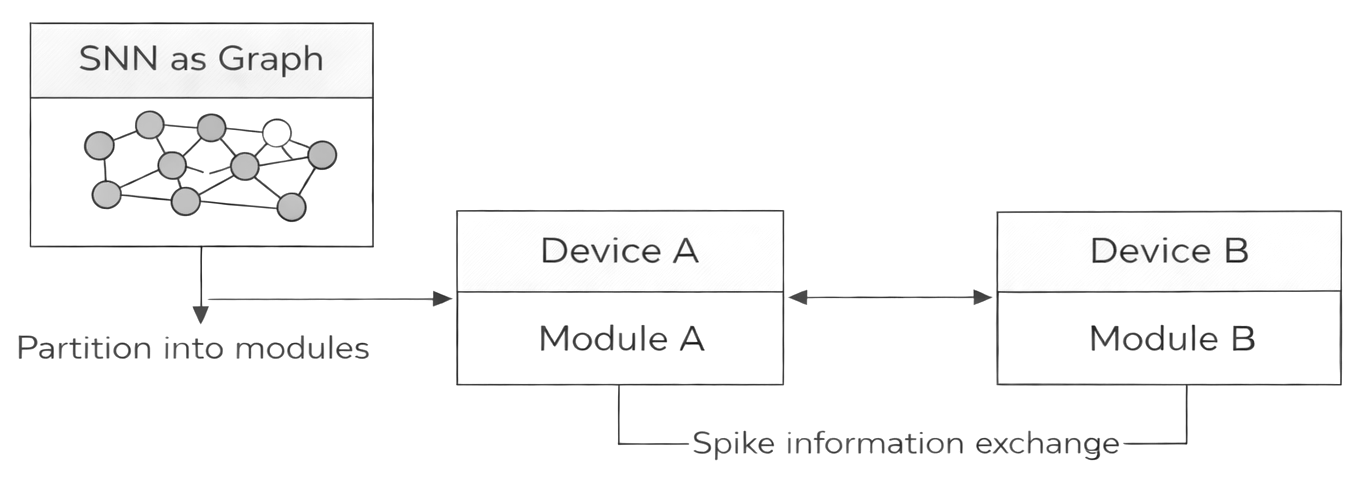 SNN as Graph
Device A
Device B
Partition into modules
Module A
Module B
Spike information exchange